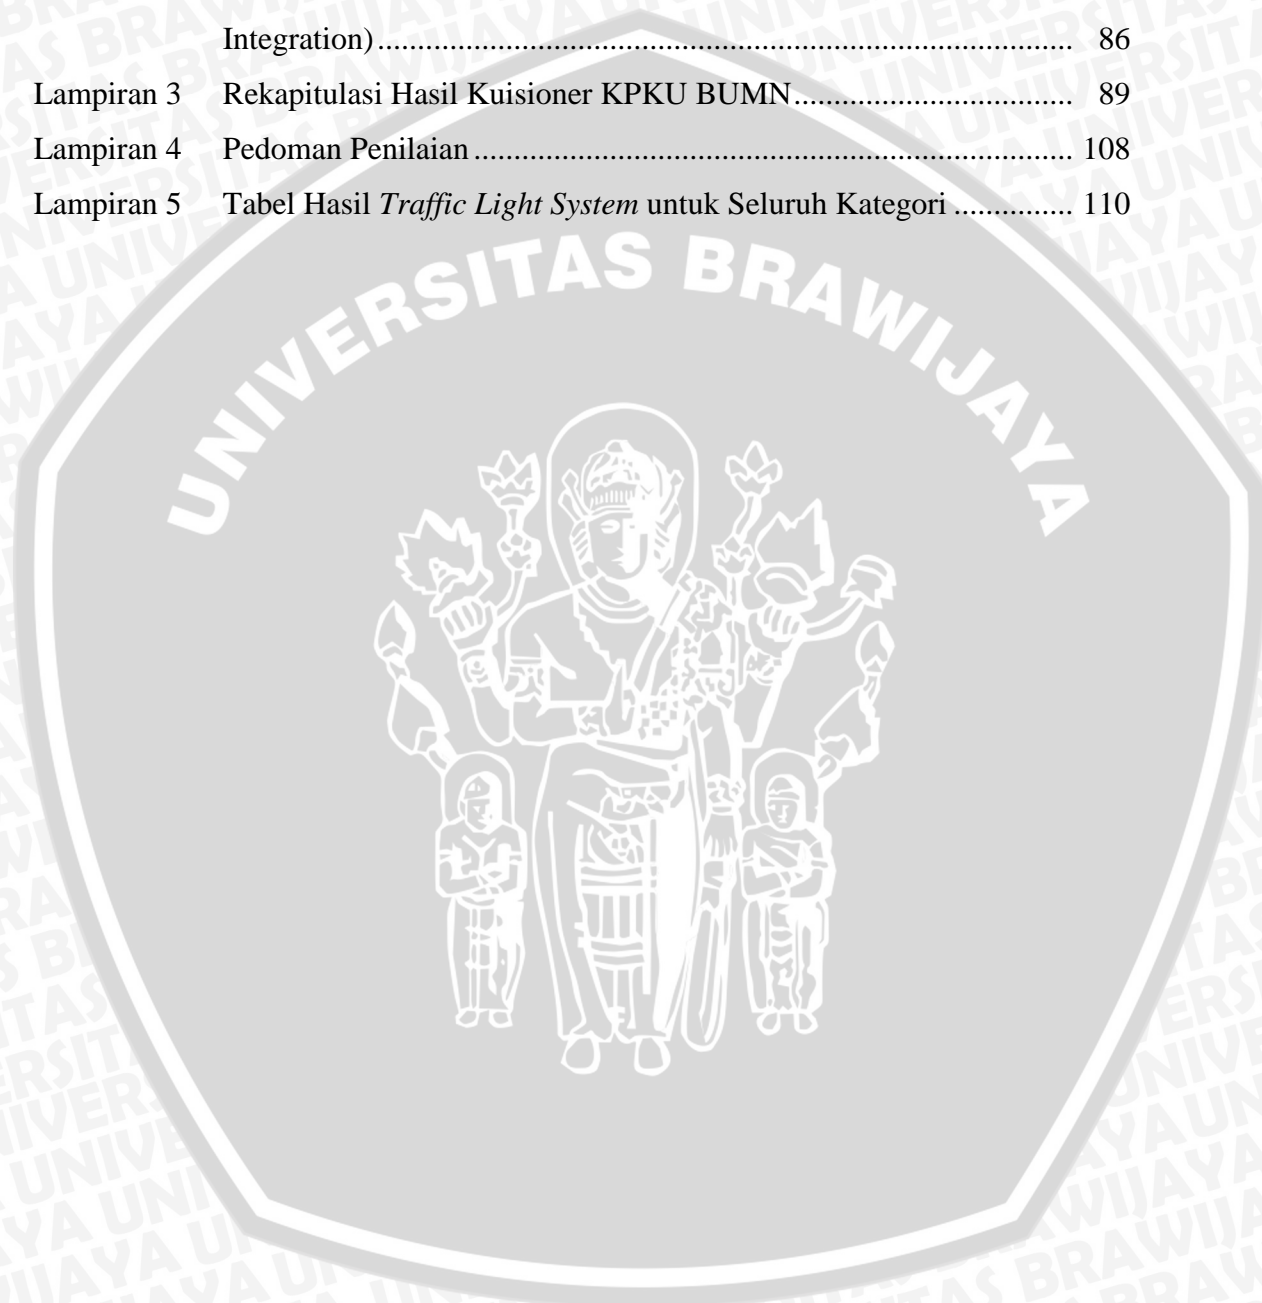 Integration)........................................................................................................ 86
Lampiran 3 Rekapitulasi Hasil Kuisioner KPKU BUMN.......................................... 89
Lampiran 4 Pedoman Penilaian ......................................................................................... 108
Lampiran 5 Tabel Hasil Traffic Light System untuk Seluruh Kategori .............. 110
UNIVERSITAS BRAWIJAYA